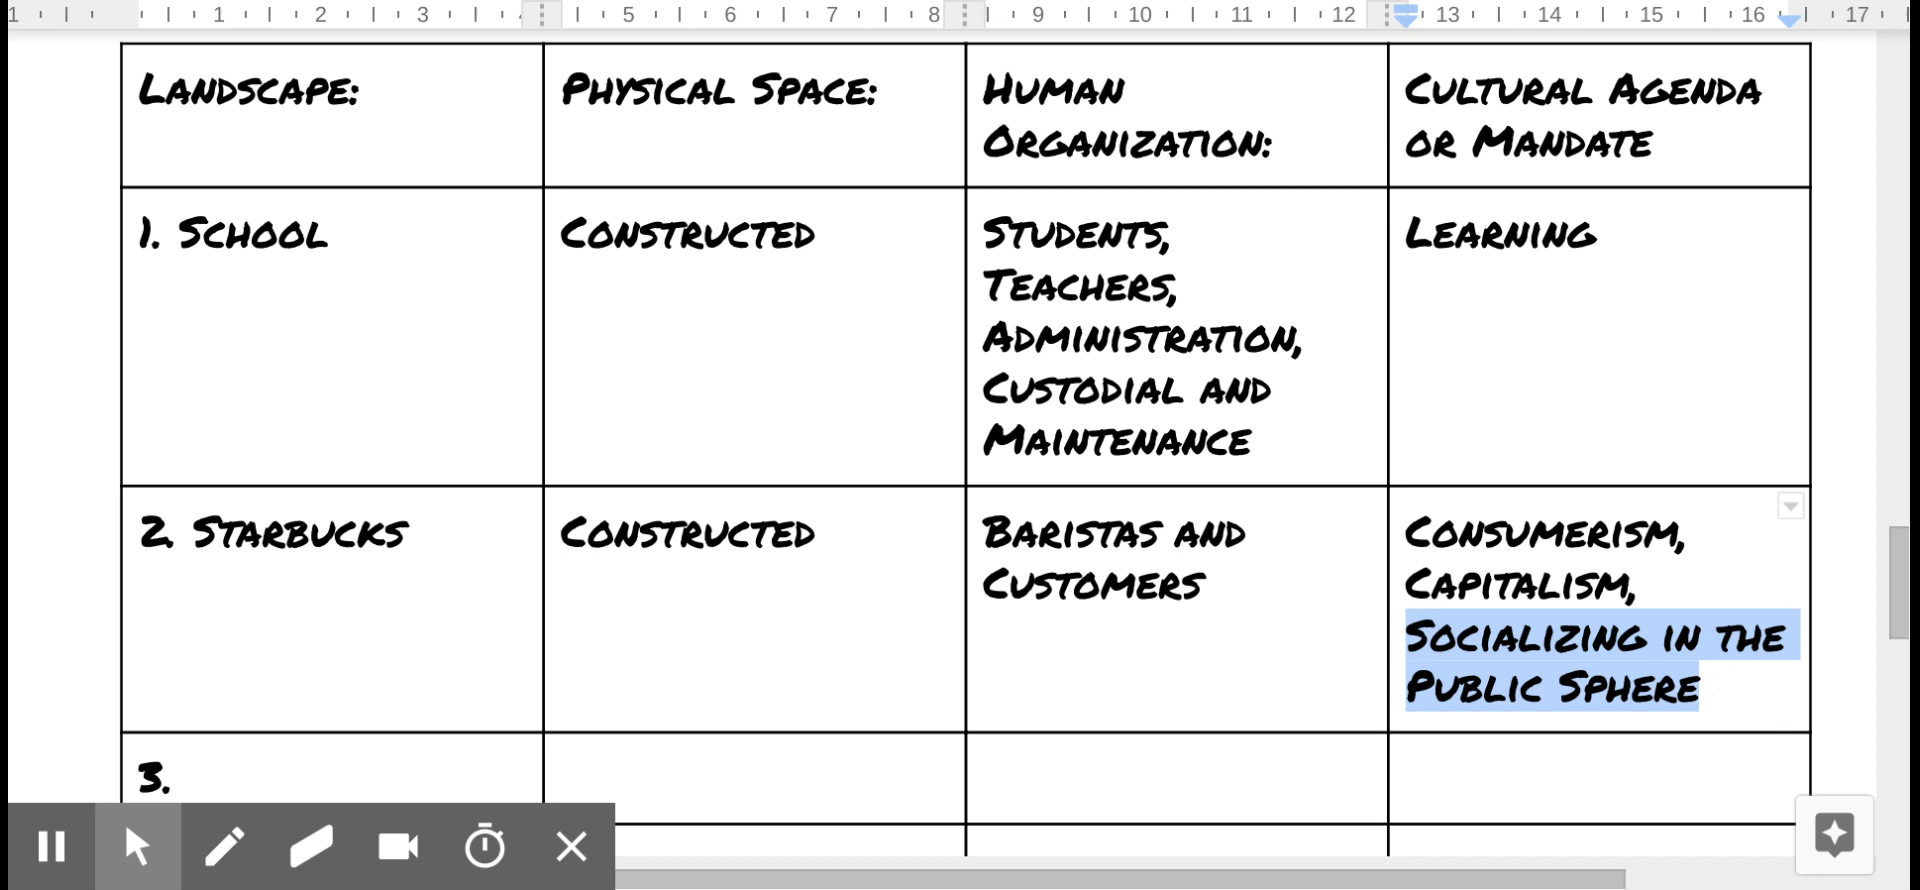 1 1 2 3 5 6 7 8 9 10 11 12 13 14 15 16 17
Landscape:
Physical Space:
Human
Organization:
Cultural Agenda
or Mandate
1. School
Constructed
Students,
Teachers,
Administration,
Custodial and
Maintenance
Learning
2. Starbucks
Constructed
Baristas and
Customers
Consumerism,
Capitalism,
Socializing in the
Public Sphere
3.